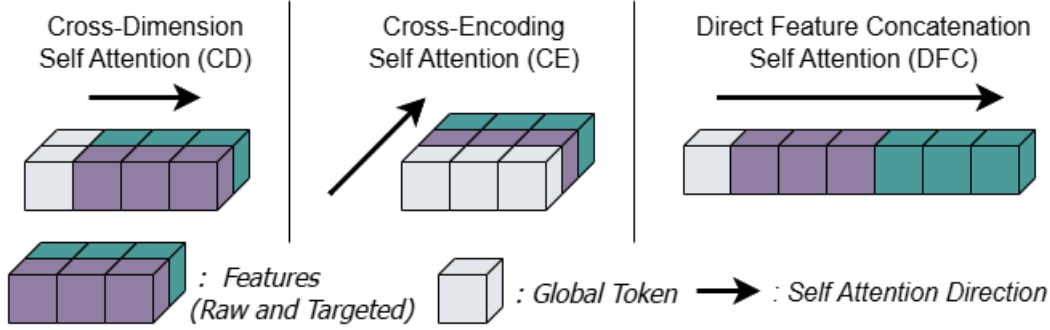 Cross-Dimension
Self Attention (CD)
Cross-Encoding
Self Attention (CE)
Direct Feature Concatenation
Self Attention (DFC)
: Features
(Raw and Targeted)
: Global Token
: Self Attention Direction